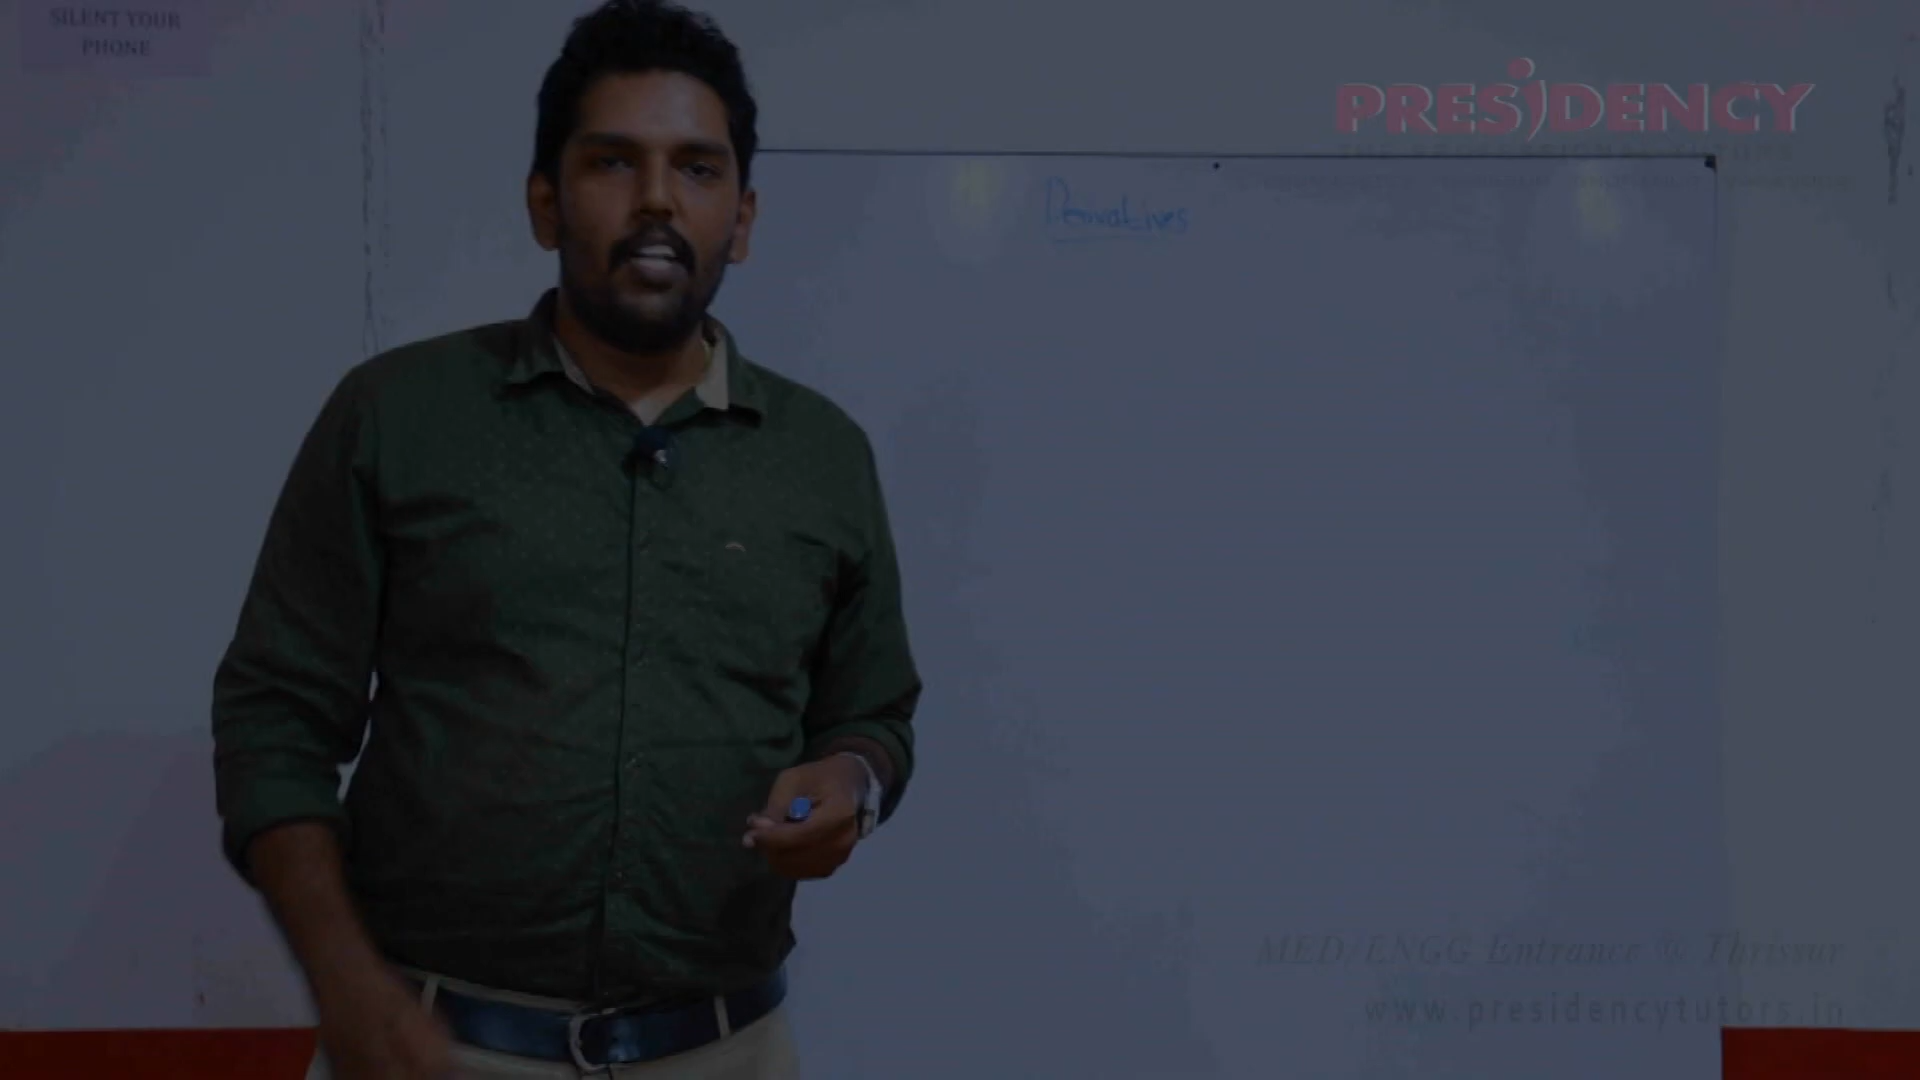 SILENT YOUR
PHONE
PRESiDENCY
Derivatives
MED/ENGG Entrance @ Thrissur
www.presidencytutors.in